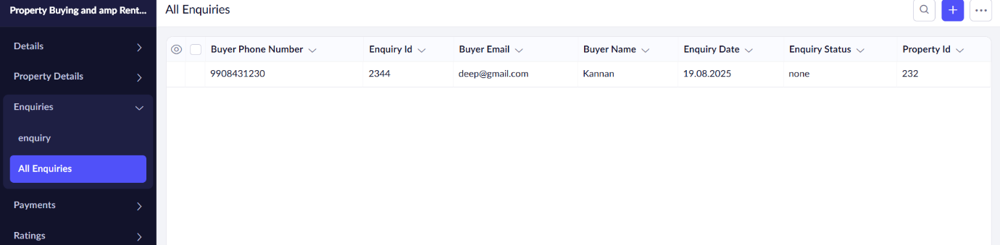 Property Buying and amp Rent...
All Enquiries
Details
Property Details
Enquiries
enquiry
All Enquiries
Payments
Ratings
Buyer Phone Number Enquiry Id Buyer Email Buyer Name Enquiry Date Enquiry Status Property Id
9908431230 2344 deep@gmail.com Kannan 19.08.2025 none 232